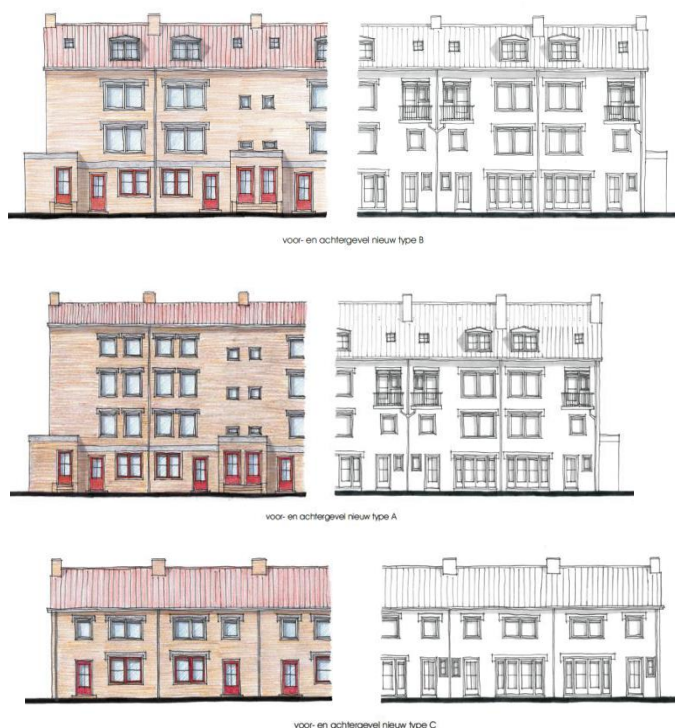 voor- en achtergevel nieuw type B
voor- en achtergevel nieuw type A
voor- en achtergevel nieuw type C